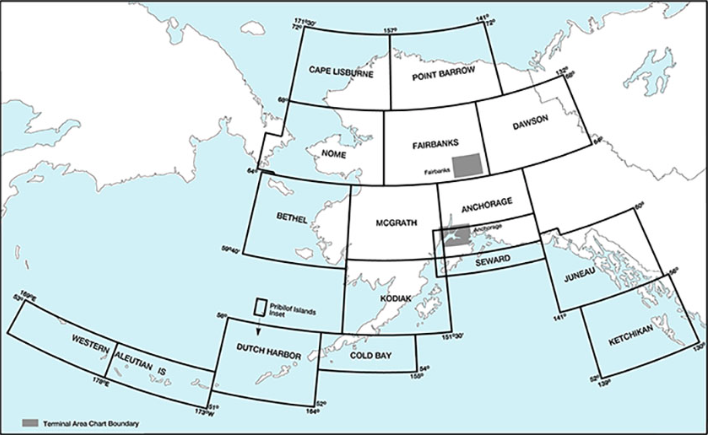 171°30'
72°
157°
141°
72°
CAPE LISBURNE
POINT BARROW
68°
132°
68°
NOME
FAIRBANKS
DAWSON
Fairbanks
64°
64°
BETHEL
MCGRATH
ANCHORAGE
Anchorage
60°
59°40'
SEWARD
JUNEAU
56°
KODIAK
Pribilof Islands
Inset
169°E
53°
56°
141°
151°30'
WESTERN ALEUTIAN IS
DUTCH HARBOR
COLD BAY
KETCHIKAN
178°E
54°
155°
52°
139°
130°
51°
173°W
52°
164°
Terminal Area Chart Boundary